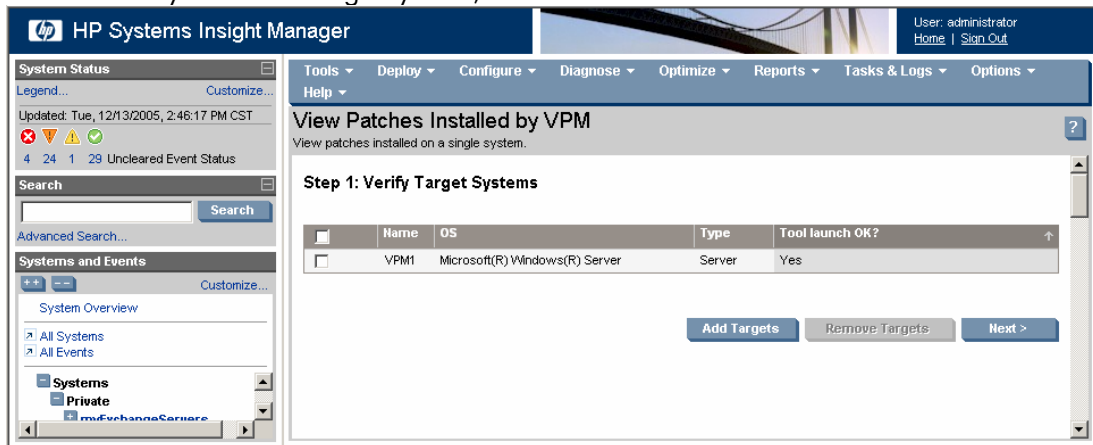 HP Systems Insight Manager
User: administrator
Home | Sign Out
System Status
Legend... Customize...
Updated: Tue, 12/13/2005, 2:46:17 PM CST
4 24 1 29 Uncleared Event Status
Search
Search
Advanced Search...
Systems and Events
Customize...
System Overview
All Systems
All Events
Systems
Private
myExchangeServers
Tools Deploy Configure Diagnose Optimize Reports Tasks & Logs Options
Help
View Patches Installed by VPM
?
View patches installed on a single system.
Step 1: Verify Target Systems
Name OS Type Tool launch OK?
VPM1 Microsoft(R) Windows(R) Server Server Yes
Add Targets Remove Targets Next >